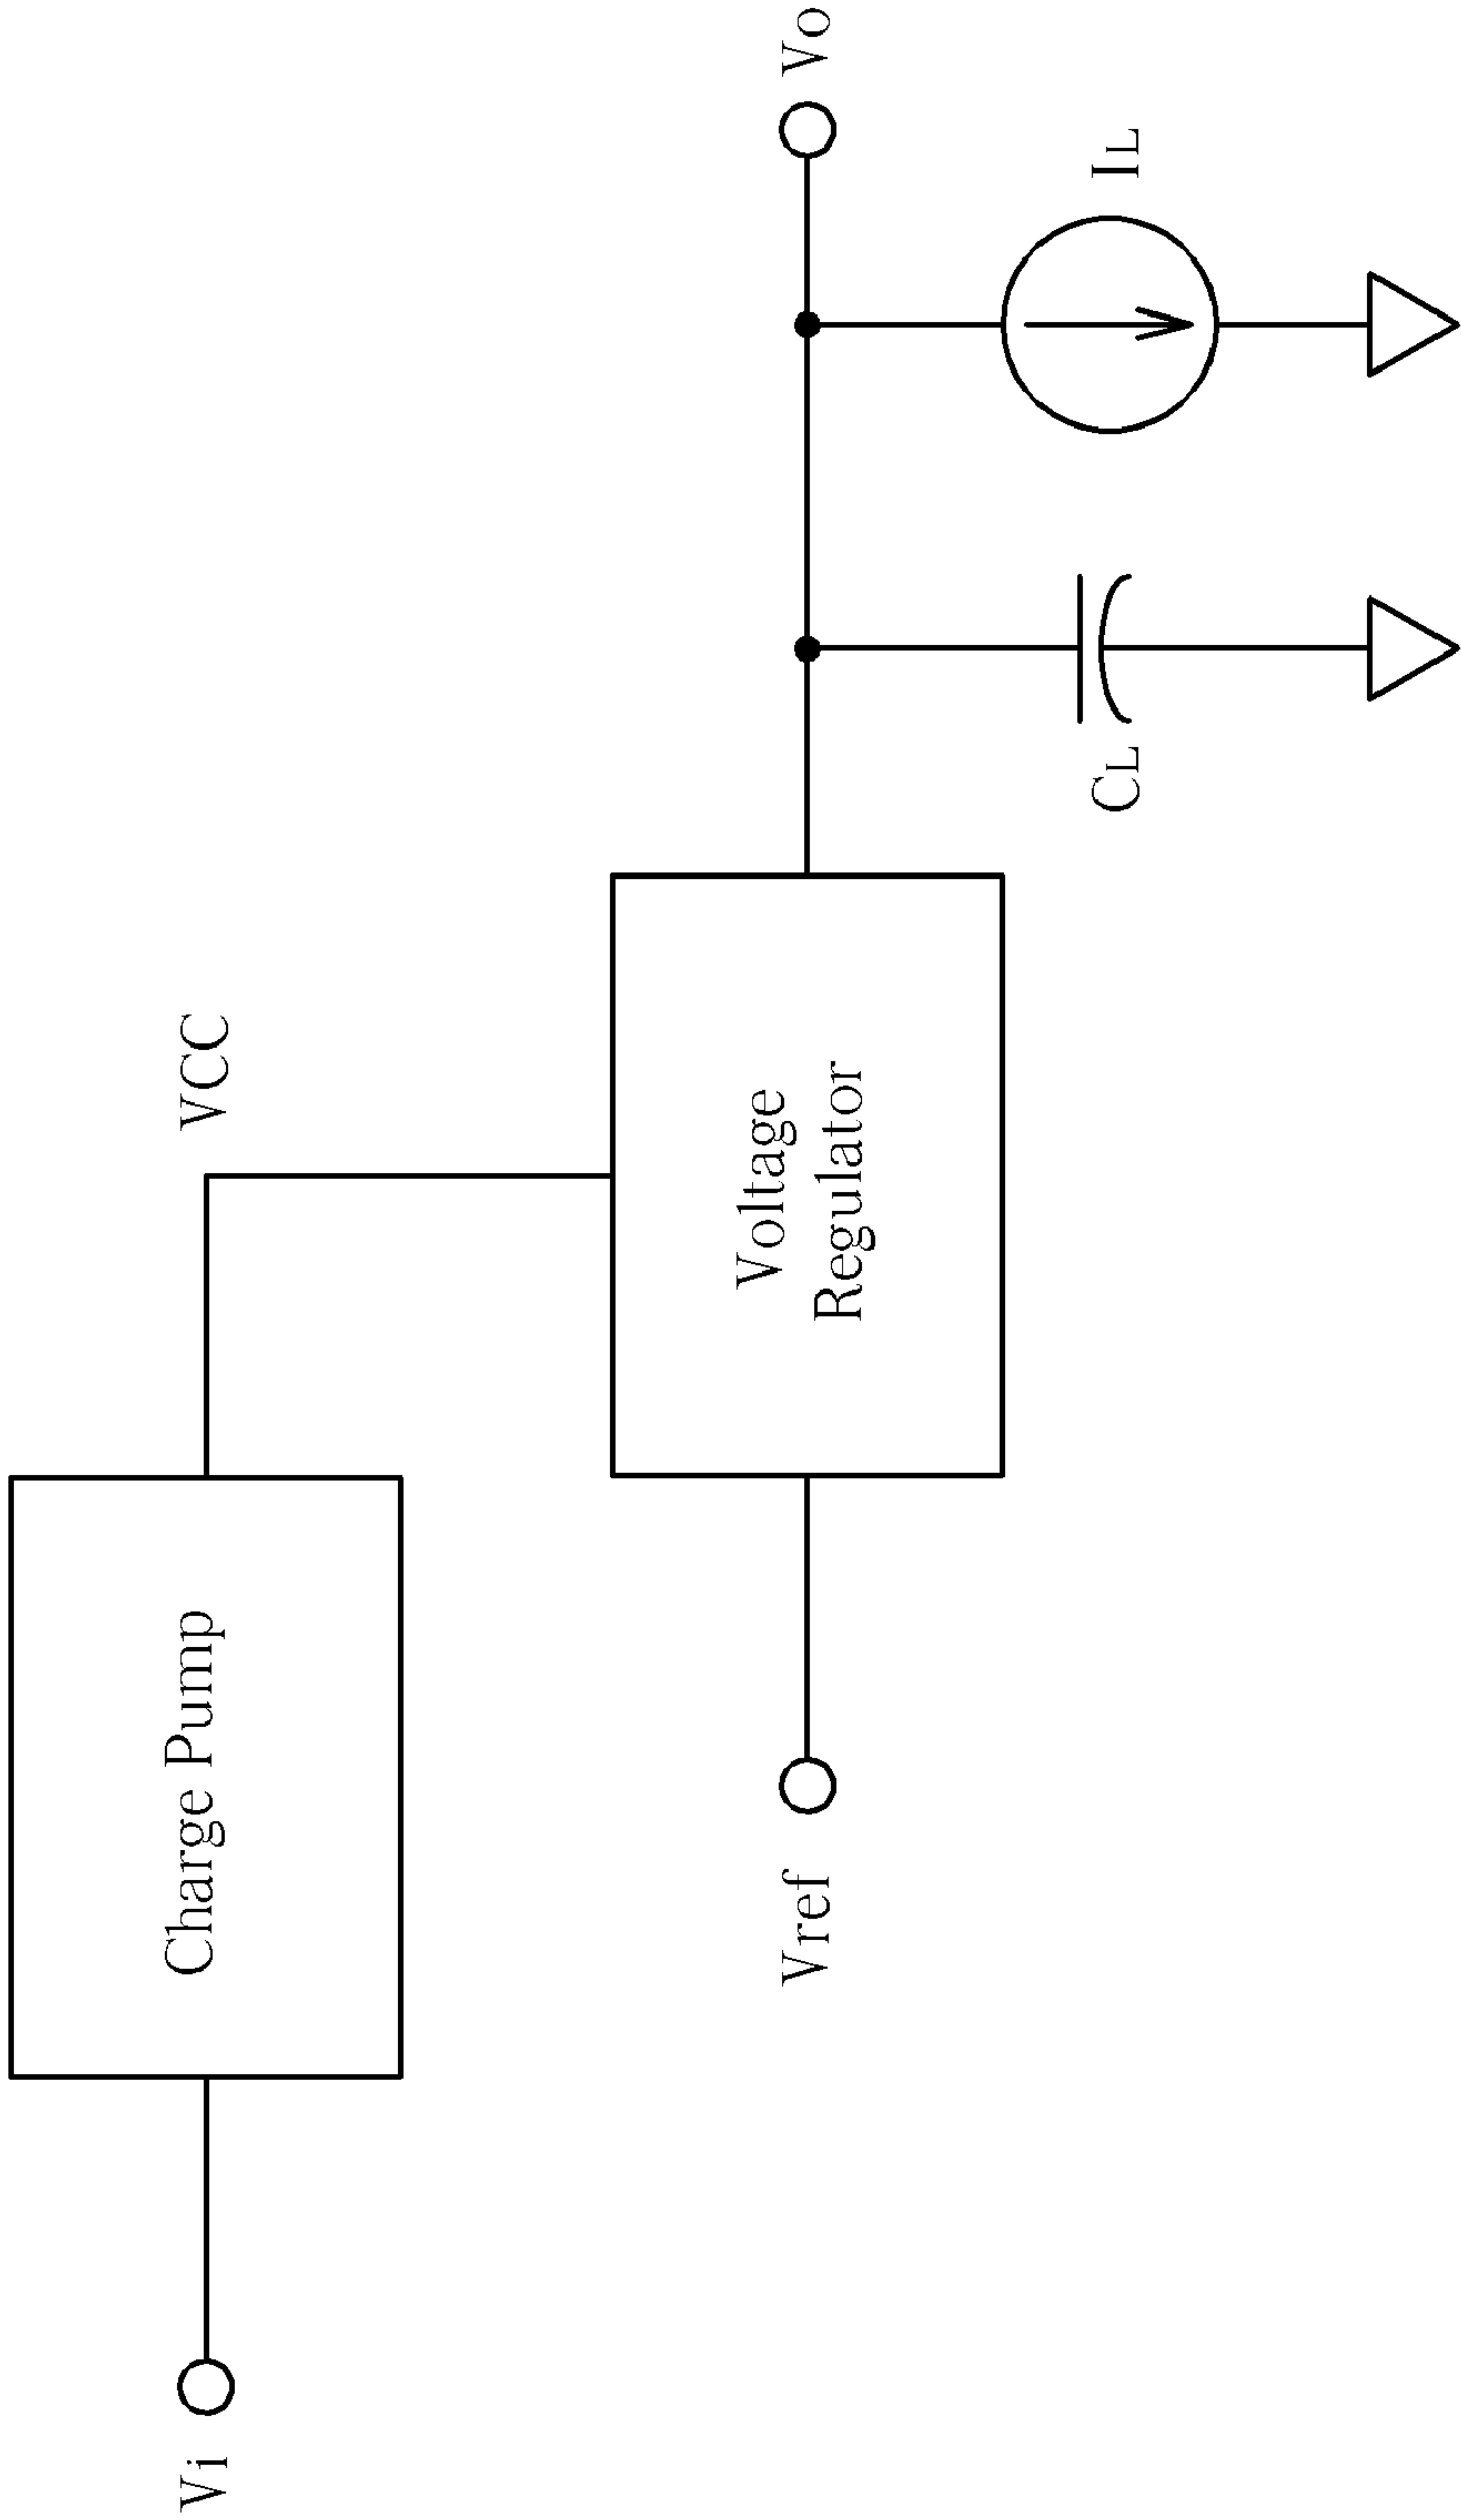 Vi
Charge Pump
VCC
Vref
Voltage
Regulator
Vo
CL
IL